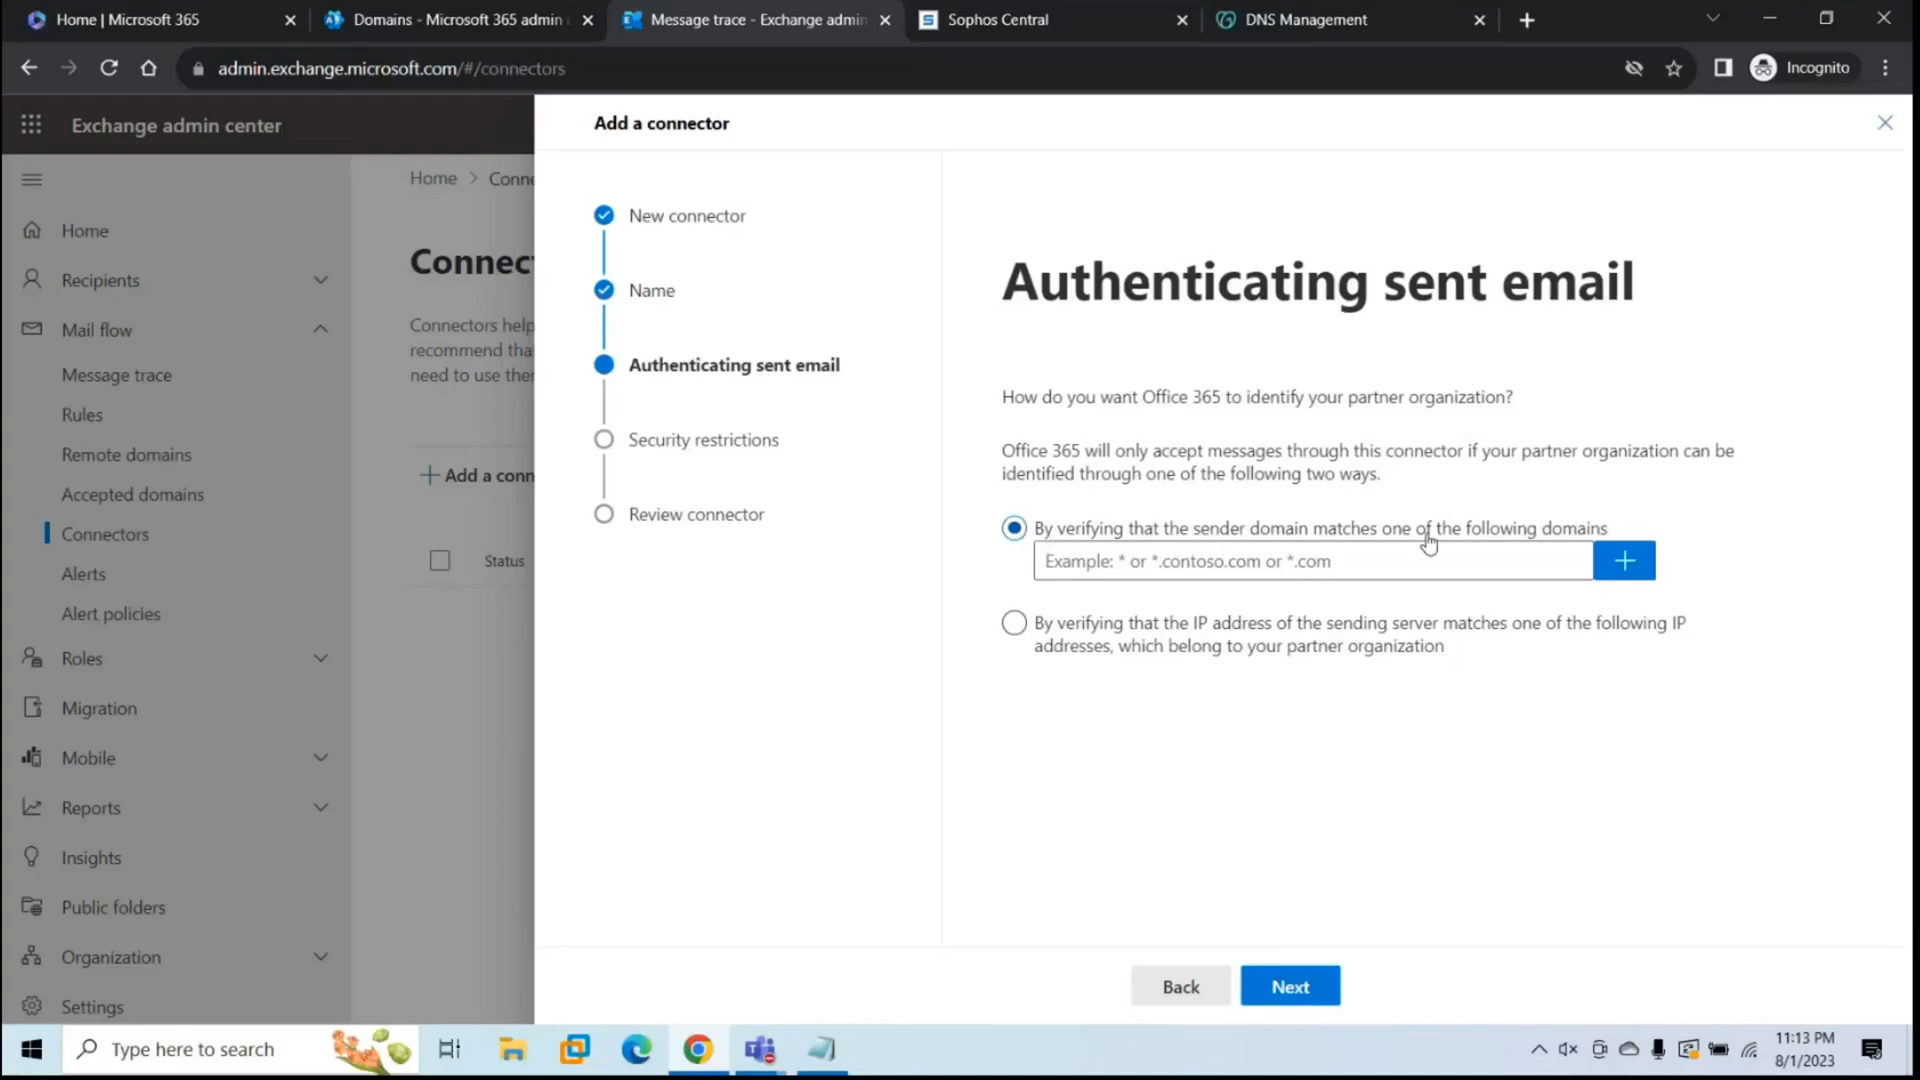 Home | Microsoft 365
Domains - Microsoft 365 admin
Message trace - Exchange admin
Sophos Central
DNS Management
admin.exchange.microsoft.com/#/connectors
Incognito
Exchange admin center
Home
Recipients
Mail flow
Message trace
Rules
Remote domains
Accepted domains
Connectors
Alerts
Alert policies
Roles
Migration
Mobile
Reports
Insights
Public folders
Organization
Settings
Home > Conne
Connect
Connectors help
recommend that
need to use ther
+ Add a conn
Status
Add a connector
New connector
Name
Authenticating sent email
Security restrictions
Review connector
Authenticating sent email
How do you want Office 365 to identify your partner organization?
Office 365 will only accept messages through this connector if your partner organization can be
identified through one of the following two ways.
By verifying that the sender domain matches one of the following domains
Example: * or *.contoso.com or *.com
By verifying that the IP address of the sending server matches one of the following IP
addresses, which belong to your partner organization
Back
Next
Type here to search
11:13 PM
8/1/2023